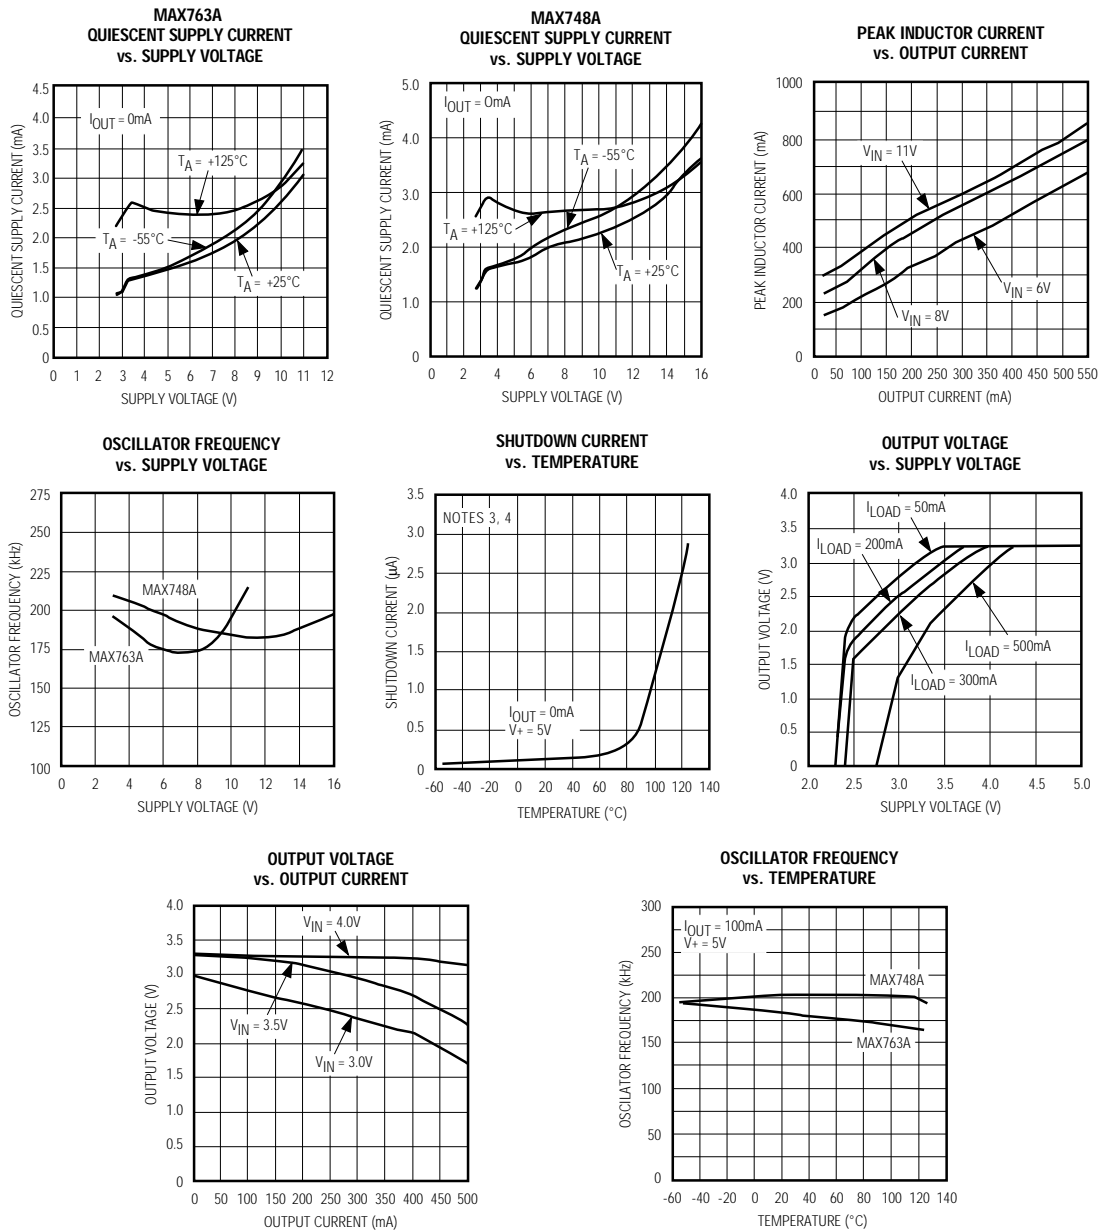 MAX763A
QUIESCENT SUPPLY CURRENT
vs. SUPPLY VOLTAGE
QUIESCENT SUPPLY CURRENT (mA)
4.5
4.0
3.5
3.0
2.5
2.0
1.5
1.0
0.5
0
IOUT = 0mA
TA = +125°C
TA = -55°C
TA = +25°C
0 1 2 3 4 5 6 7 8 9 10 11 12
SUPPLY VOLTAGE (V)
MAX748A
QUIESCENT SUPPLY CURRENT
vs. SUPPLY VOLTAGE
QUIESCENT SUPPLY CURRENT (mA)
5.0
4.0
3.0
2.0
1.0
0
IOUT = OmA
TA = -55°C
TA = +125°C
TA = +25°C
0 2 4 6 8 10 12 14 16
SUPPLY VOLTAGE (V)
PEAK INDUCTOR CURRENT
vs. OUTPUT CURRENT
PEAK INDUCTOR CURRENT (mA)
1000
800
600
400
200
0
VIN = 11V
VIN = 6V
VIN = 8V
0 50 100 150 200 250 300 350 400 450 500 550
OUTPUT CURRENT (mA)
OSCILLATOR FREQUENCY
vs. SUPPLY VOLTAGE
OSCILLATOR FREQUENCY (kHz)
275
250
225
200
175
150
125
100
MAX748A
MAX763A
0 2 4 6 8 10 12 14 16
SUPPLY VOLTAGE (V)
SHUTDOWN CURRENT
vs. TEMPERATURE
SHUTDOWN CURRENT (µA)
3.5
3.0
2.5
2.0
1.5
1.0
0.5
0
NOTES 3, 4
IOUT = 0mA
V+ = 5V
-60 -40 -20 0 20 40 60 80 100 120 140
TEMPERATURE (°C)
OUTPUT VOLTAGE
vs. SUPPLY VOLTAGE
OUTPUT VOLTAGE (V)
4.0
3.5
3.0
2.5
2.0
1.5
1.0
0.5
0
ILOAD = 50mA
ILOAD = 200mA
ILOAD = 500mA
ILOAD = 300mA
2.0 2.5 3.0 3.5 4.0 4.5 5.0
SUPPLY VOLTAGE (V)
OUTPUT VOLTAGE
vs. OUTPUT CURRENT
OUTPUT VOLTAGE (V)
4.0
3.5
3.0
2.5
2.0
1.5
1.0
0.5
0
VIN = 4.0V
VIN = 3.5V
VIN = 3.0V
0 50 100 150 200 250 300 350 400 450 500
OUTPUT CURRENT (mA)
OSCILLATOR FREQUENCY
vs. TEMPERATURE
OSCILATOR FREQUENCY (kHz)
300
250
200
150
100
50
0
IOUT = 100mA
V+ = 5V
MAX748A
MAX763A
-60 -40 -20 0 20 40 60 80 100 120 140
TEMPERATURE (°C)